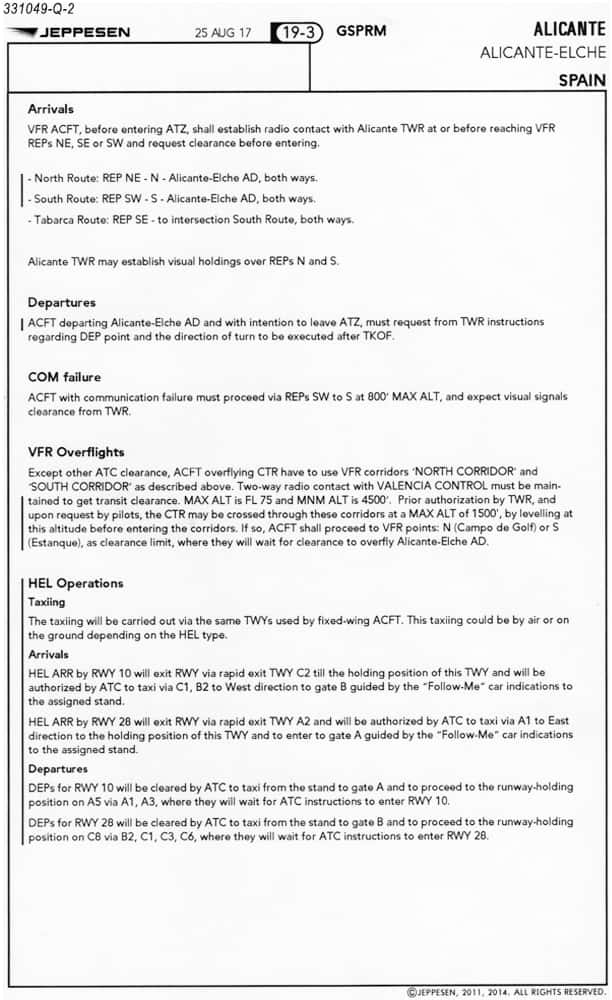 331049-Q-2
JEPPESEN 25 AUG 17 19-3 GSPRM ALICANTE
ALICANTE-ELCHE
SPAIN
Arrivals
VFR ACFT, before entering ATZ, shall establish radio contact with Alicante TWR at or before reaching VFR
REPs NE, SE or SW and request clearance before entering.
- North Route: REP NE - N - Alicante-Elche AD, both ways.
- South Route: REP SW - S - Alicante-Elche AD, both ways.
- Tabarca Route: REP SE - to intersection South Route, both ways.
Alicante TWR may establish visual holdings over REPs N and S.
Departures
ACFT departing Alicante-Elche AD and with intention to leave ATZ, must request from TWR instructions
regarding DEP point and the direction of turn to be executed after TKOF.
COM failure
ACFT with communication failure must proceed via REPs SW to S at 800' MAX ALT, and expect visual signals
clearance from TWR.
VFR Overflights
Except other ATC clearance, ACFT overflying CTR have to use VFR corridors 'NORTH CORRIDOR' and
'SOUTH CORRIDOR' as described above. Two-way radio contact with VALENCIA CONTROL must be main-
tained to get transit clearance. MAX ALT is FL 75 and MNM ALT is 4500'. Prior authorization by TWR, and
upon request by pilots, the CTR may be crossed through these corridors at a MAX ALT of 1500', by levelling at
this altitude before entering the corridors. If so, ACFT shall proceed to VFR points: N (Campo de Golf) or S
(Estanque), as clearance limit, where they will wait for clearance to overfly Alicante-Elche AD.
HEL Operations
Taxiing
The taxiing will be carried out via the same TWYs used by fixed-wing ACFT. This taxiing could be by air or on
the ground depending on the HEL type.
Arrivals
HEL ARR by RWY 10 will exit RWY via rapid exit TWY C2 till the holding position of this TWY and will be
authorized by ATC to taxi via C1, B2 to West direction to gate B guided by the "Follow-Me" car indications to
the assigned stand.
HEL ARR by RWY 28 will exit RWY via rapid exit TWY A2 and will be authorized by ATC to taxi via A1 to East
direction to the holding position of this TWY and to enter to gate A guided by the "Follow-Me" car indications
to the assigned stand.
Departures
DEPs for RWY 10 will be cleared by ATC to taxi from the stand to gate A and to proceed to the runway-holding
position on A5 via A1, A3, where they will wait for ATC instructions to enter RWY 10.
DEPs for RWY 28 will be cleared by ATC to taxi from the stand to gate B and to proceed to the runway-holding
position on C8 via B2, C1, C3, C6, where they will wait for ATC instructions to enter RWY 28.
©JEPPESEN, 2011, 2014. ALL RIGHTS RESERVED.